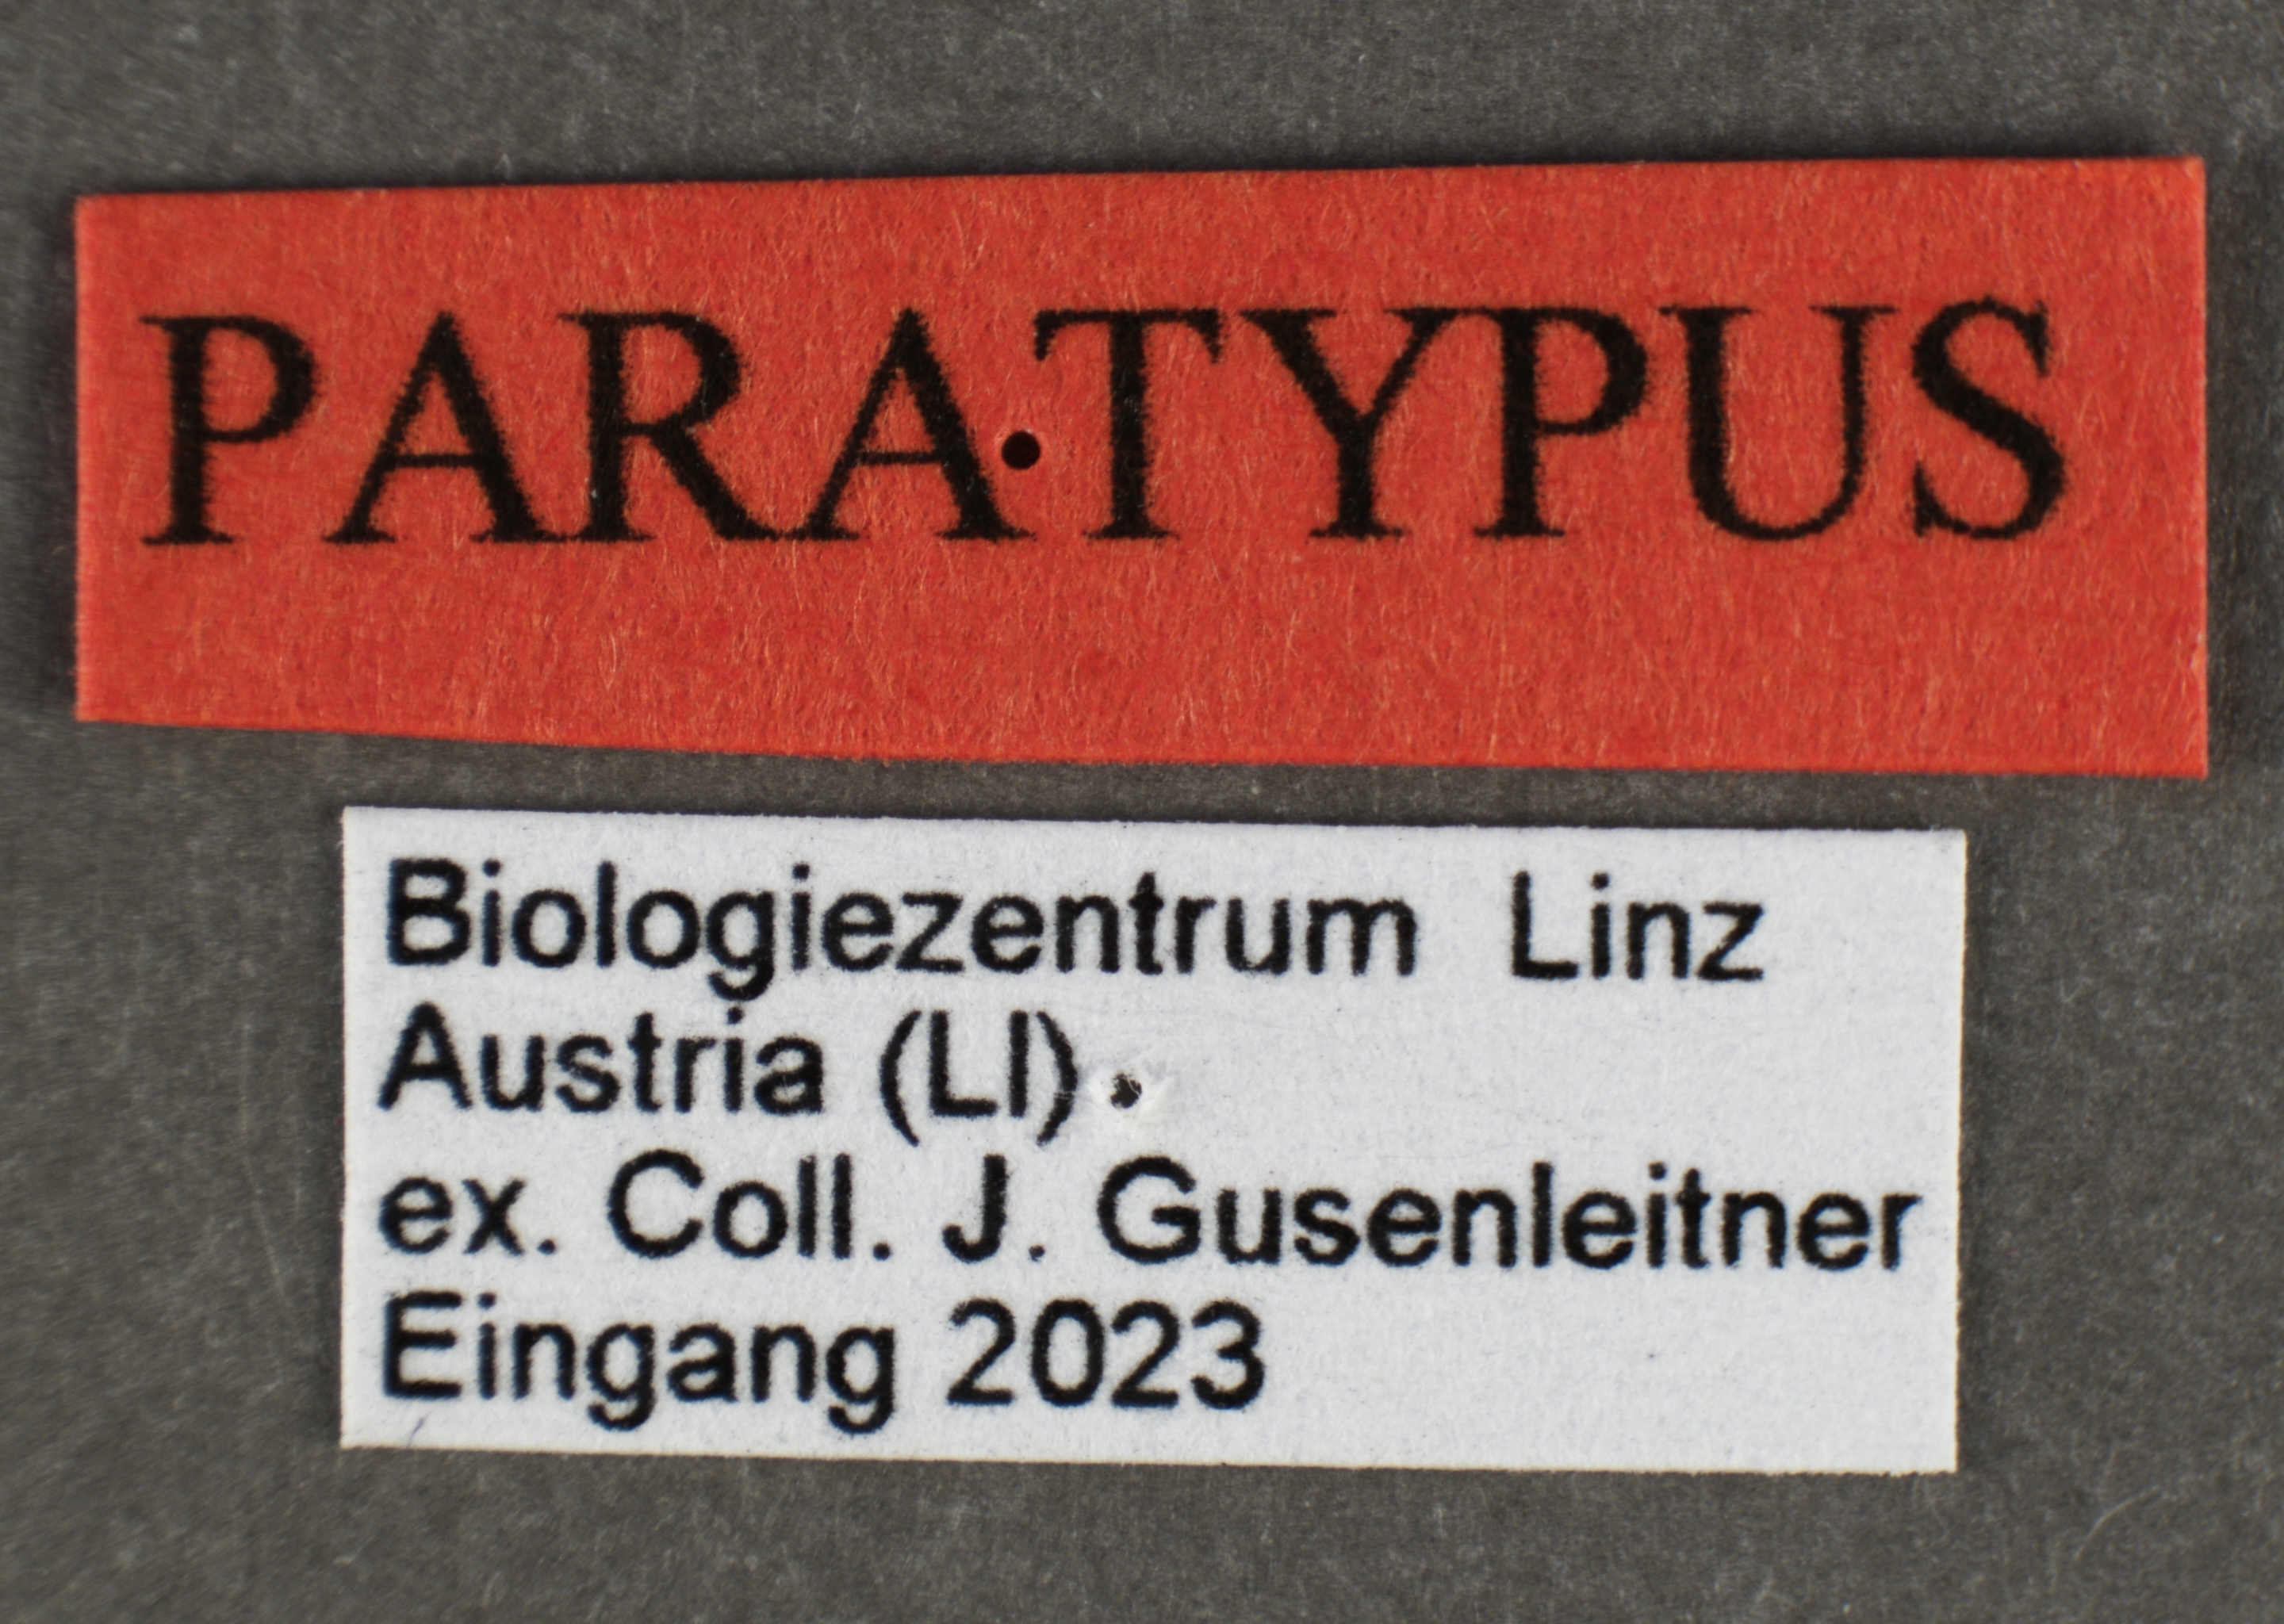 PARATYPUS
Biologiezentrum Linz
Austria (LI)
ex. Coll. J. Gusenleitner
Eingang 2023